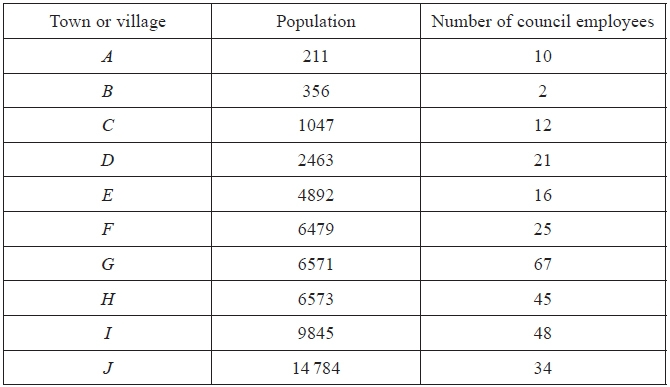 Town or village Population Number of council employees
A 211 10
B 356 2
C 1047 12
D 2463 21
E 4892 16
F 6479 25
G 6571 67
H 6573 45
I 9845 48
J 14 784 34